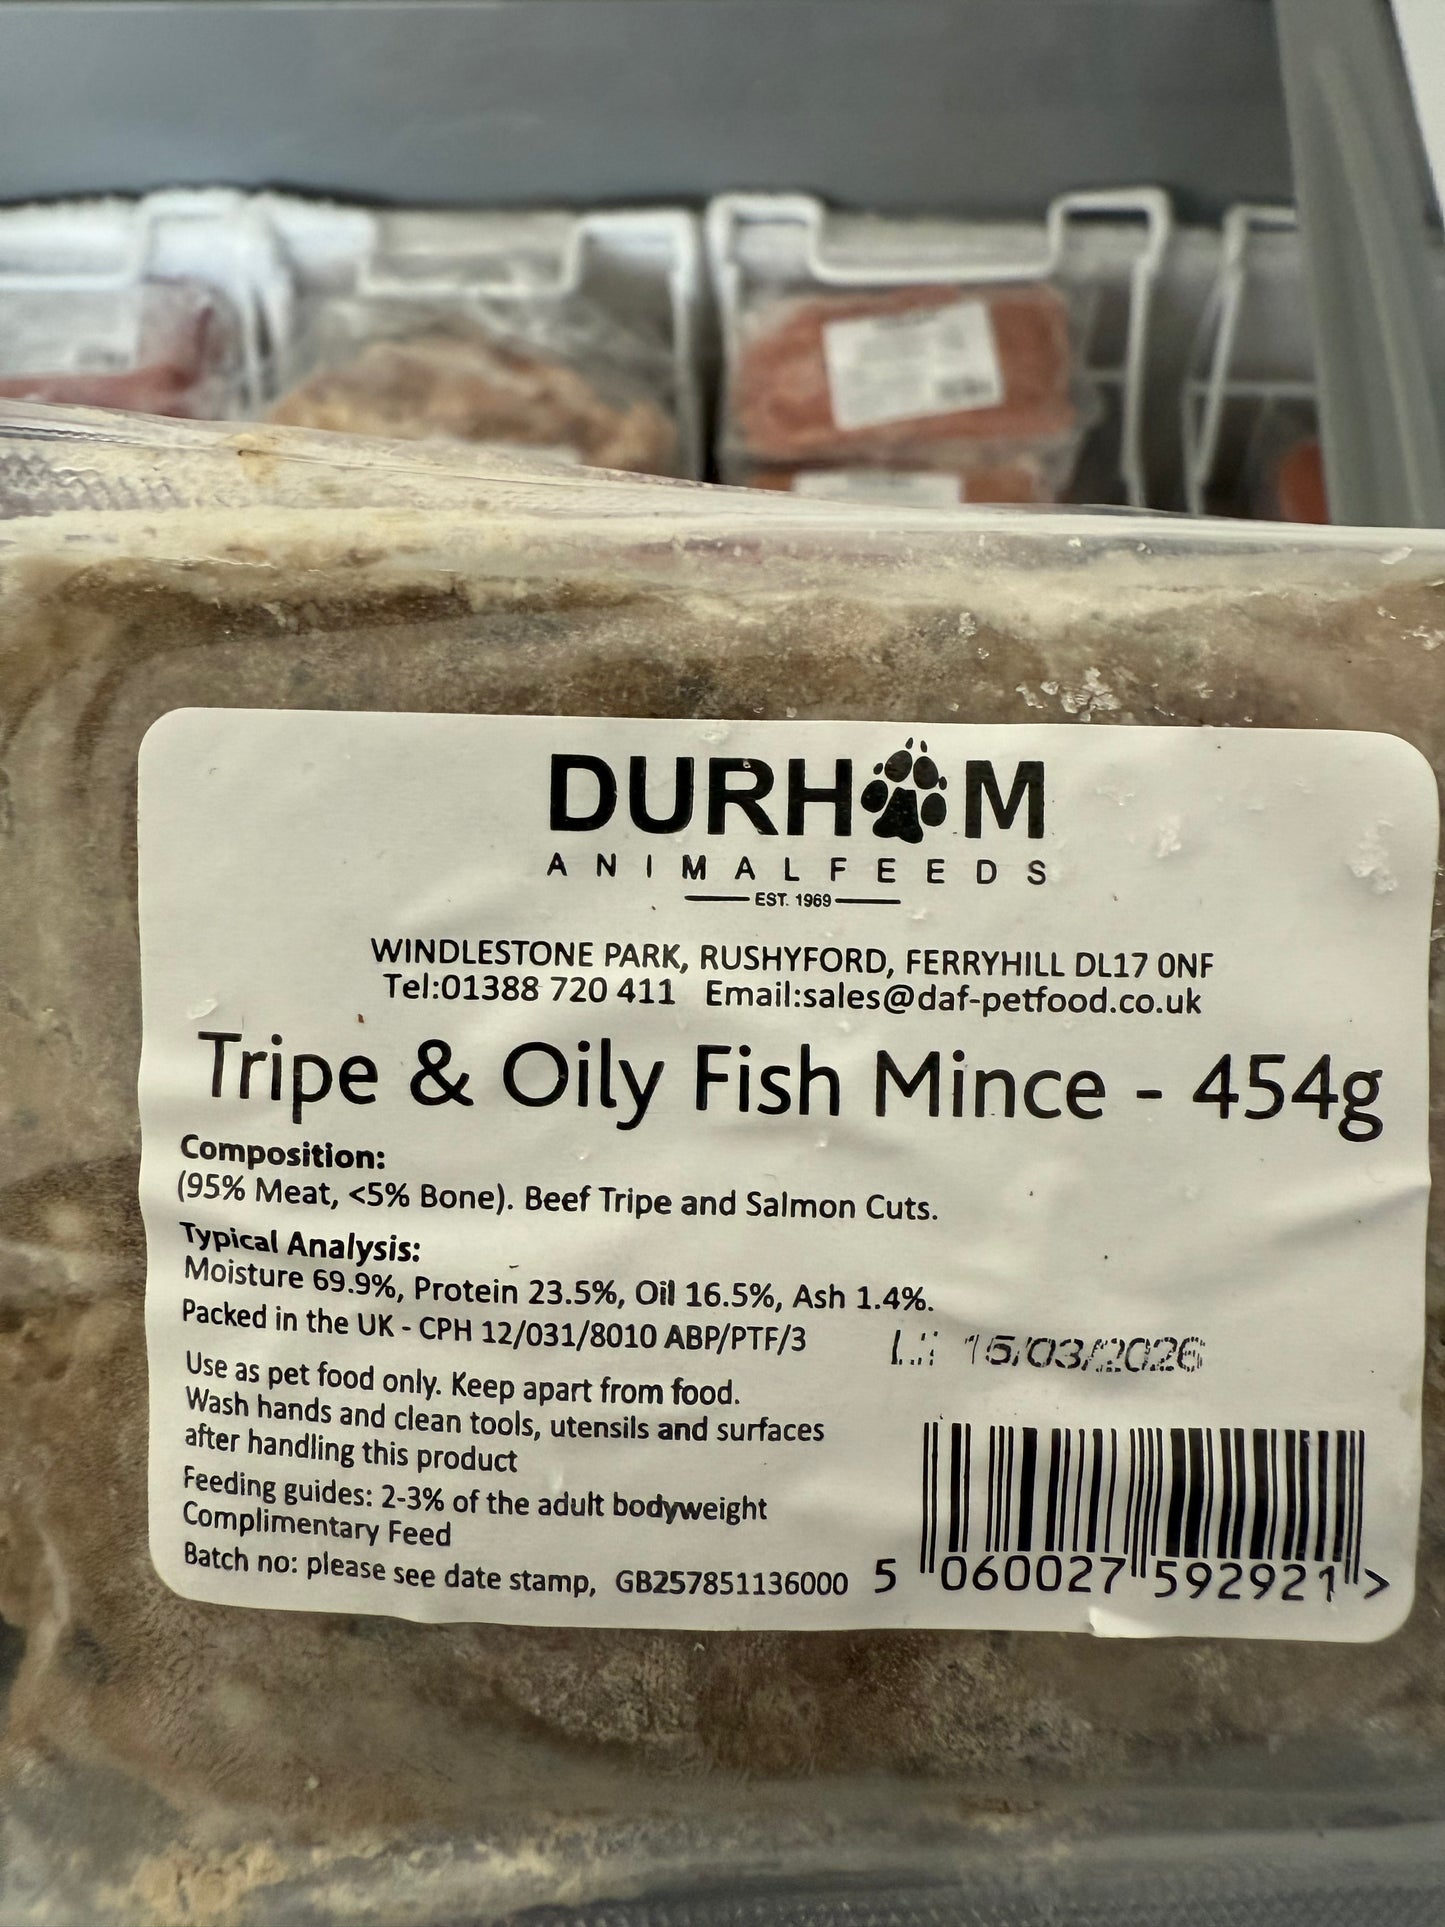 DURHAM
ANIMAL FEEDS
EST. 1969
WINDLESTONE PARK, RUSHYFORD, FERRYHILL DL17 0NF
Tel:01388 720 411 Email:sales@daf-petfood.co.uk
Tripe & Oily Fish Mince - 454g
Composition:
(95% Meat, <5% Bone). Beef Tripe and Salmon Cuts.
Typical Analysis:
Moisture 69.9%, Protein 23.5%, Oil 16.5%, Ash 1.4%.
Packed in the UK - CPH 12/031/8010 ABP/PTF/3
15/03/2026
Use as pet food only. Keep apart from food.
Wash hands and clean tools, utensils and surfaces
after handling this product
Feeding guides: 2-3% of the adult bodyweight
Complimentary Feed
Batch no: please see date stamp, GB257851136000
5 060027 592921 >